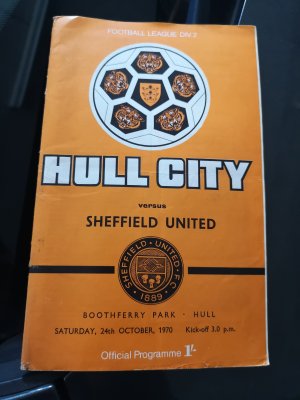 FOOTBALL LEAGUE DIV. 2
HULL CITY
versus
SHEFFIELD UNITED
SHEFFIELD · UNITED · F.C
1889
BOOTHFERRY PARK · HULL
SATURDAY, 24th OCTOBER, 1970 Kick-off 3.0 p.m.
Official Programme 1/-